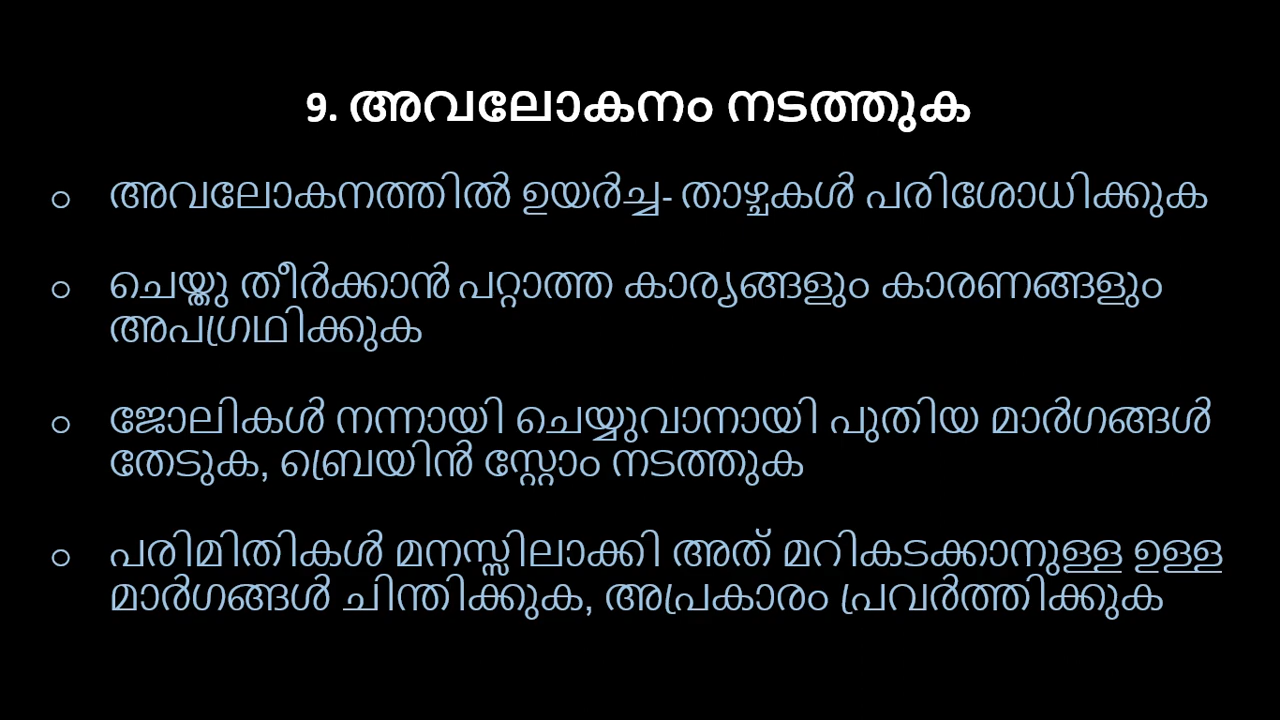 9. അവലോകനം നടത്തുക
o അവലോകനത്തിൽ ഉയർച്ച- താഴ്ചകൾ പരിശോധിക്കുക
o ചെയ്തു തീർക്കാൻ പറ്റാത്ത കാര്യങ്ങളും കാരണങ്ങളും
അപഗ്രഥിക്കുക
o ജോലികൾ നന്നായി ചെയ്യുവാനായി പുതിയ മാർഗങ്ങൾ
തേടുക, ബ്രെയിൻ സ്റ്റോം നടത്തുക
o പരിമിതികൾ മനസ്സിലാക്കി അത് മറികടക്കാനുള്ള ഉള്ള
മാർഗങ്ങൾ ചിന്തിക്കുക, അപ്രകാരം പ്രവർത്തിക്കുക